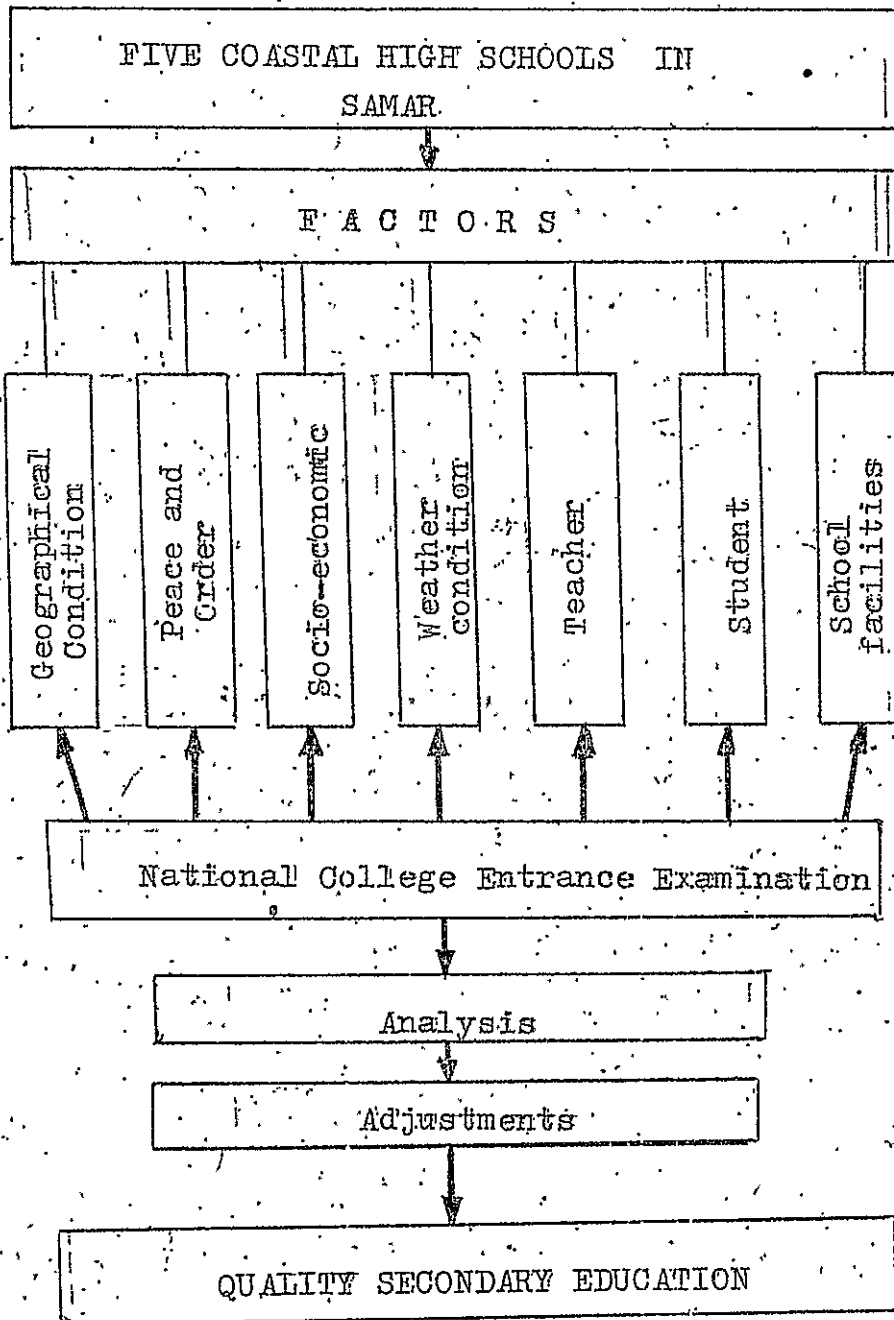 FIVE COASTAL HIGH SCHOOLS IN
SAMAR
F A C T O R S
Geographical
Condition
Peace and
Order
Socio-economic
Weather
condition
Teacher
Student
School
facilities
National College Entrance Examination
Analysis
Adjustments
QUALITY SECONDARY EDUCATION